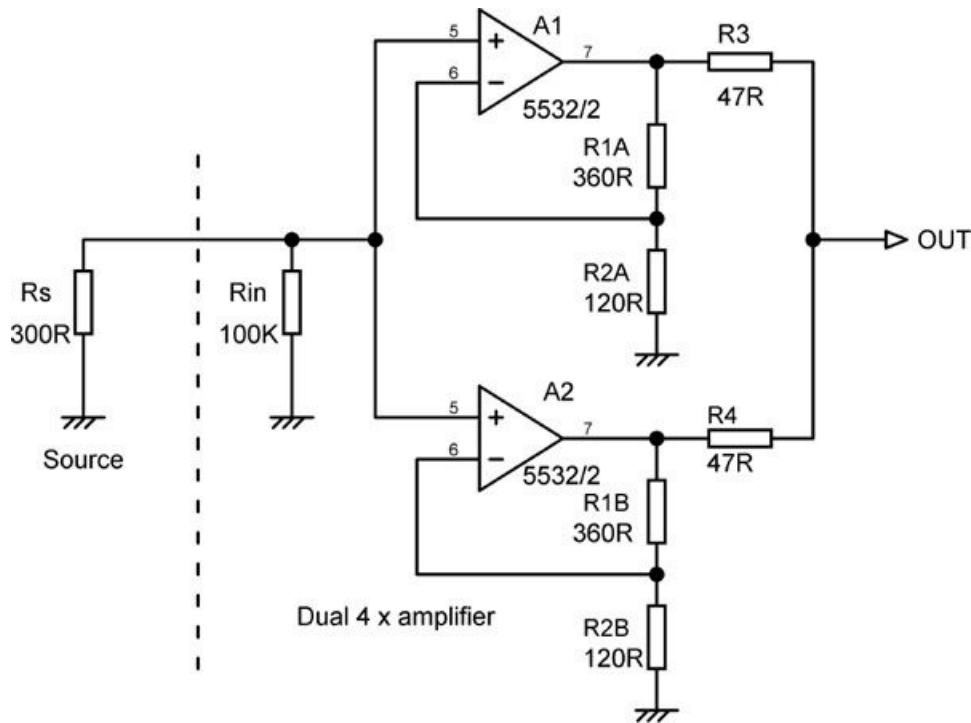 A1
5
+
7
6
−
5532/2
R3
47R
R1A
360R
R2A
120R
OUT
Rs
300R
Rin
100K
Source
A2
5
+
7
6
−
5532/2
R4
47R
R1B
360R
R2B
120R
Dual 4 x amplifier